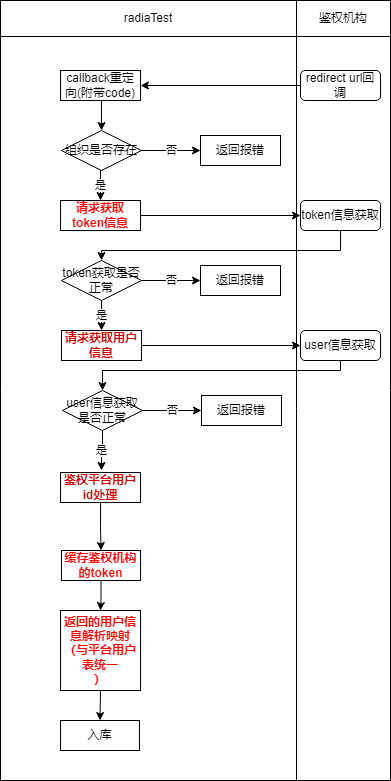 radiaTest
鉴权机构
callback重定
向(附带code)
redirect url回
调
组织是否存在
否
返回报错
是
请求获取
token信息
token信息获取
token获取是否
正常
否
返回报错
是
请求获取用户
信息
user信息获取
user信息获取
是否正常
否
返回报错
是
鉴权平台用户
id处理
缓存鉴权机构
的token
返回的用户信
息解析映射
(与平台用户
表统一
)
入库